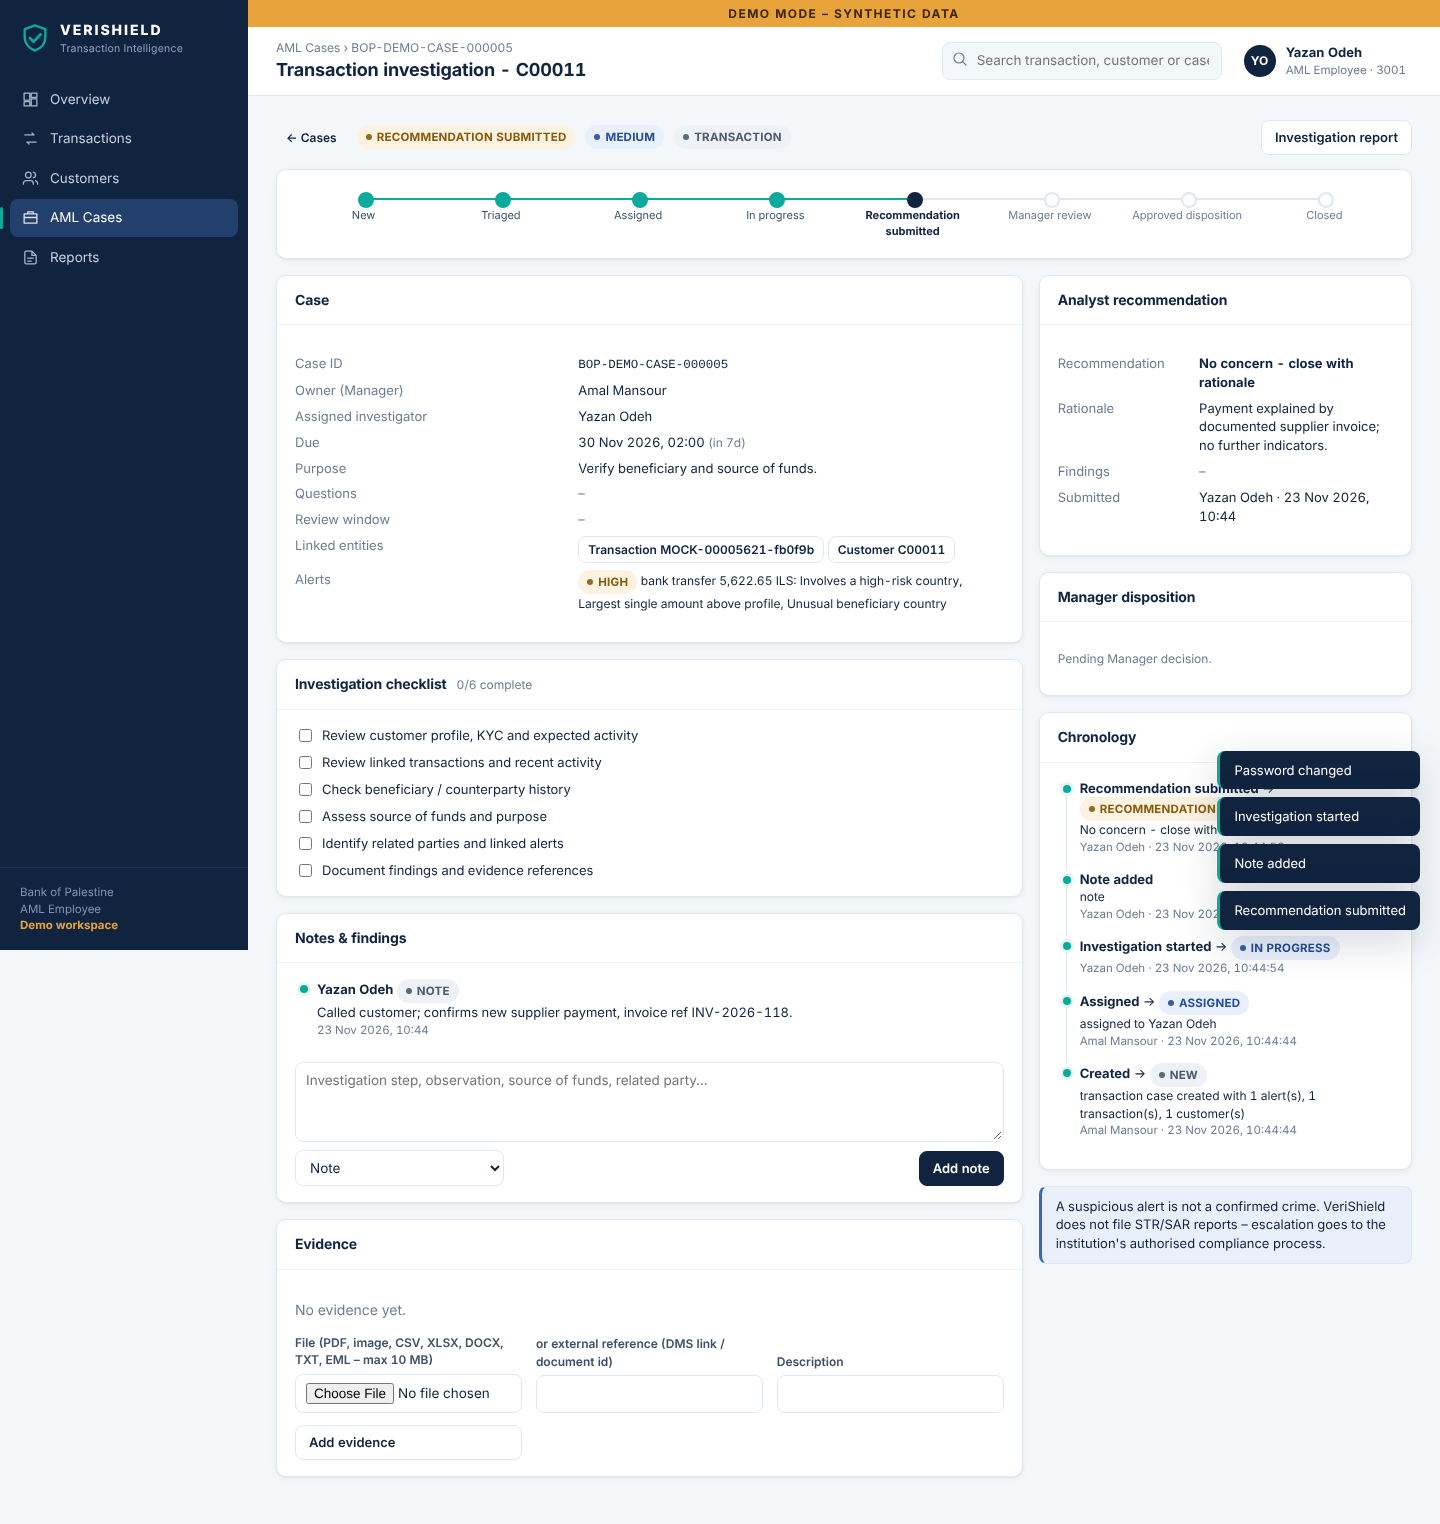 DEMO MODE – SYNTHETIC DATA
VERISHIELD
Transaction Intelligence
Overview
Transactions
Customers
AML Cases
Reports
Bank of Palestine
AML Employee
Demo workspace
AML Cases › BOP-DEMO-CASE-000005
Transaction investigation - C00011
Search transaction, customer or case
YO
Yazan Odeh
AML Employee · 3001
← Cases
RECOMMENDATION SUBMITTED
MEDIUM
TRANSACTION
Investigation report
New
Triaged
Assigned
In progress
Recommendation
submitted
Manager review
Approved disposition
Closed
Case
Case ID BOP-DEMO-CASE-000005
Owner (Manager) Amal Mansour
Assigned investigator Yazan Odeh
Due 30 Nov 2026, 02:00 (in 7d)
Purpose Verify beneficiary and source of funds.
Questions –
Review window –
Linked entities Transaction MOCK-00005621-fb0f9b Customer C00011
Alerts HIGH bank transfer 5,622.65 ILS: Involves a high-risk country,
Largest single amount above profile, Unusual beneficiary country
Investigation checklist 0/6 complete
Review customer profile, KYC and expected activity
Review linked transactions and recent activity
Check beneficiary / counterparty history
Assess source of funds and purpose
Identify related parties and linked alerts
Document findings and evidence references
Notes & findings
Yazan Odeh NOTE
Called customer; confirms new supplier payment, invoice ref INV-2026-118.
23 Nov 2026, 10:44
Investigation step, observation, source of funds, related party...
Note
Add note
Evidence
No evidence yet.
File (PDF, image, CSV, XLSX, DOCX,
TXT, EML – max 10 MB)
Choose File No file chosen
or external reference (DMS link /
document id)
Description
Add evidence
Analyst recommendation
Recommendation No concern - close with
rationale
Rationale Payment explained by
documented supplier invoice;
no further indicators.
Findings –
Submitted Yazan Odeh · 23 Nov 2026,
10:44
Manager disposition
Pending Manager decision.
Chronology
Recommendation submitted →
RECOMMENDATION
No concern - close with
Yazan Odeh · 23 Nov 2026,
Note added
note
Yazan Odeh · 23 Nov 202
Investigation started → IN PROGRESS
Yazan Odeh · 23 Nov 2026, 10:44:54
Assigned → ASSIGNED
assigned to Yazan Odeh
Amal Mansour · 23 Nov 2026, 10:44:44
Created → NEW
transaction case created with 1 alert(s), 1
transaction(s), 1 customer(s)
Amal Mansour · 23 Nov 2026, 10:44:44
Password changed
Investigation started
Note added
Recommendation submitted
A suspicious alert is not a confirmed crime. VeriShield
does not file STR/SAR reports – escalation goes to the
institution's authorised compliance process.